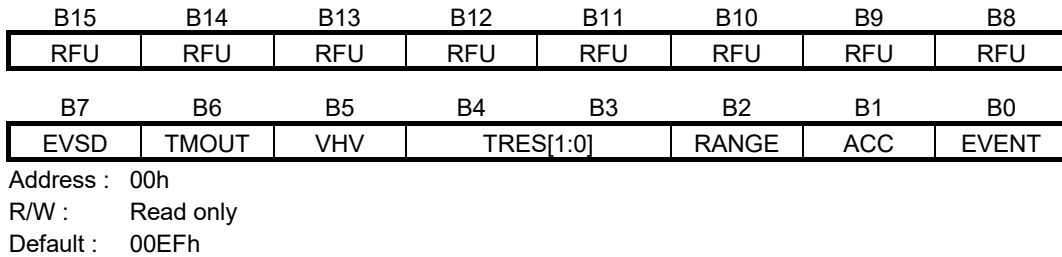 B15 B14 B13 B12 B11 B10 B9 B8
RFU RFU RFU RFU RFU RFU RFU RFU
B7 B6 B5 B4 B3 B2 B1 B0
EVSD TMOUT VHV TRES[1:0] RANGE ACC EVENT
Address : 00h
R/W : Read only
Default : 00EFh